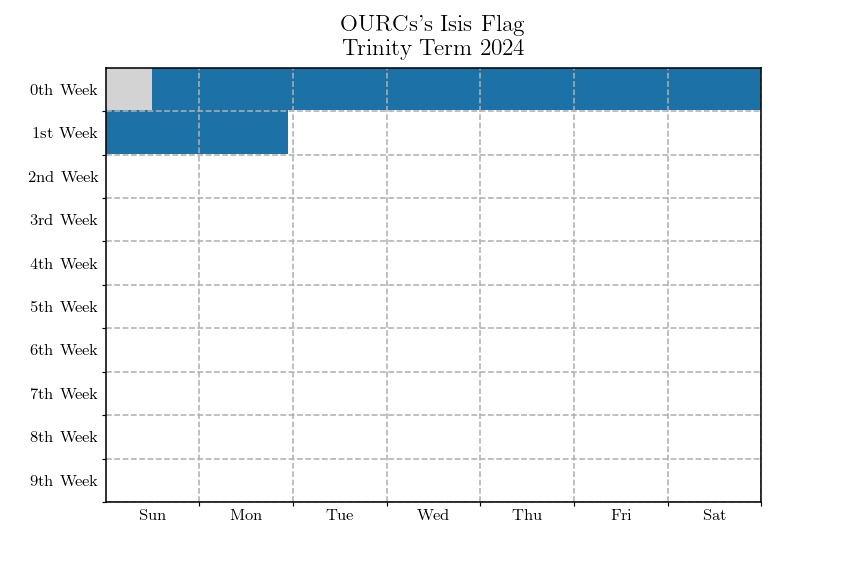 OURCs's Isis Flag
Trinity Term 2024
0th Week
1st Week
2nd Week
3rd Week
4th Week
5th Week
6th Week
7th Week
8th Week
9th Week
Sun Mon Tue Wed Thu Fri Sat